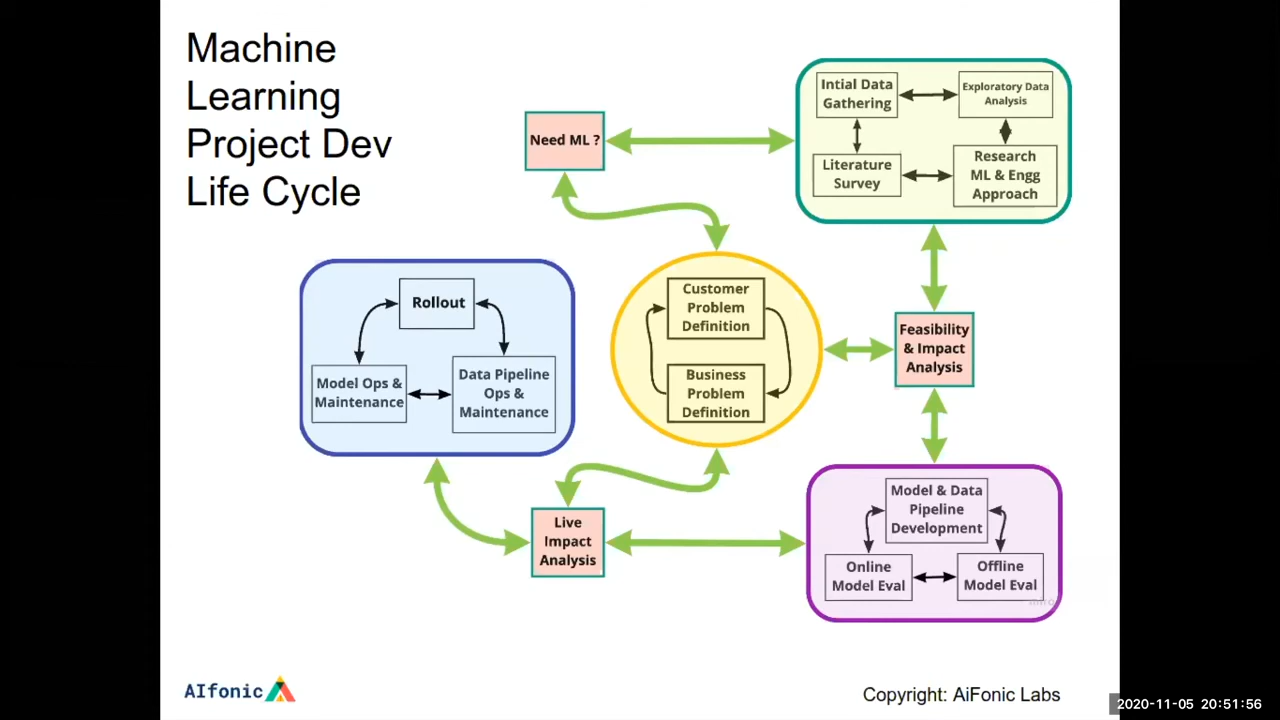 Machine
Learning
Project Dev
Life Cycle
Need ML ?
Intial Data
Gathering
Exploratory Data
Analysis
Literature
Survey
Research
ML & Engg
Approach
Rollout
Model Ops &
Maintenance
Data Pipeline
Ops &
Maintenance
Customer
Problem
Definition
Business
Problem
Definition
Feasibility
& Impact
Analysis
Live
Impact
Analysis
Model & Data
Pipeline
Development
Online
Model Eval
Offline
Model Eval
miro
AIfonic
Copyright: AiFonic Labs
2020-11-05 20:51:56